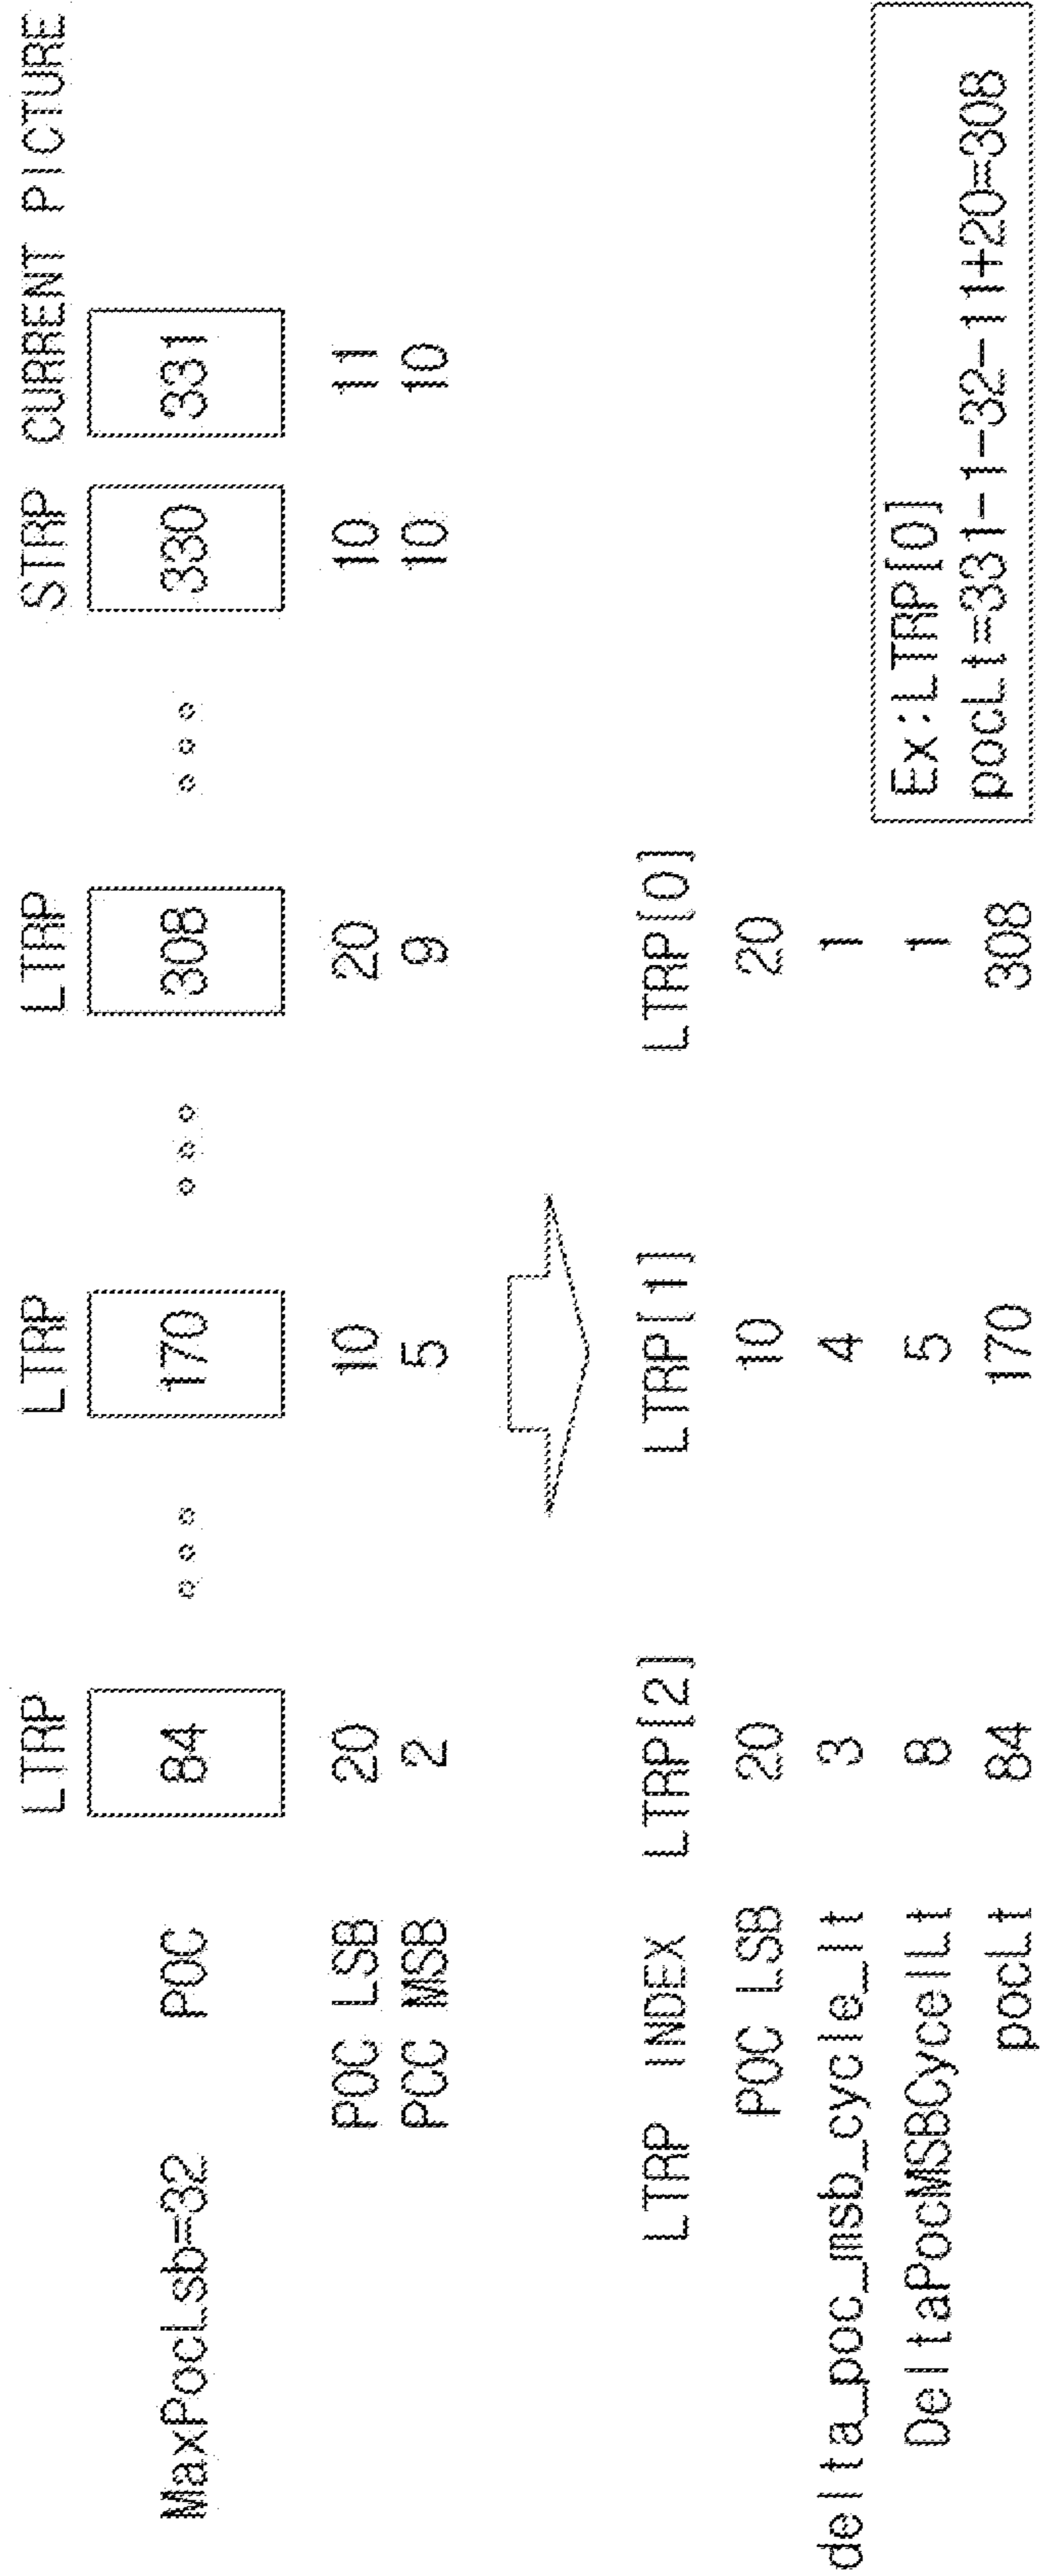 LTRP LTRP LTRP STRP CURRENT PICTURE
MaxPocLsb=32 POC 84 170 308 330 331
POC LSB 20 10 20 10 11
PCC MSB 2 5 9 10 10
LTRP INDEX LTRP[2] LTRP[1] LTRP[0]
POC LSB 20 10 20
delta_poc_msb_cycle_lt 3 4 1
DeltaPocMSBCycelLt 8 5 1
pocLt 84 170 308
Ex:LTRP[0]
pocLt=331-1-32-11+20=308